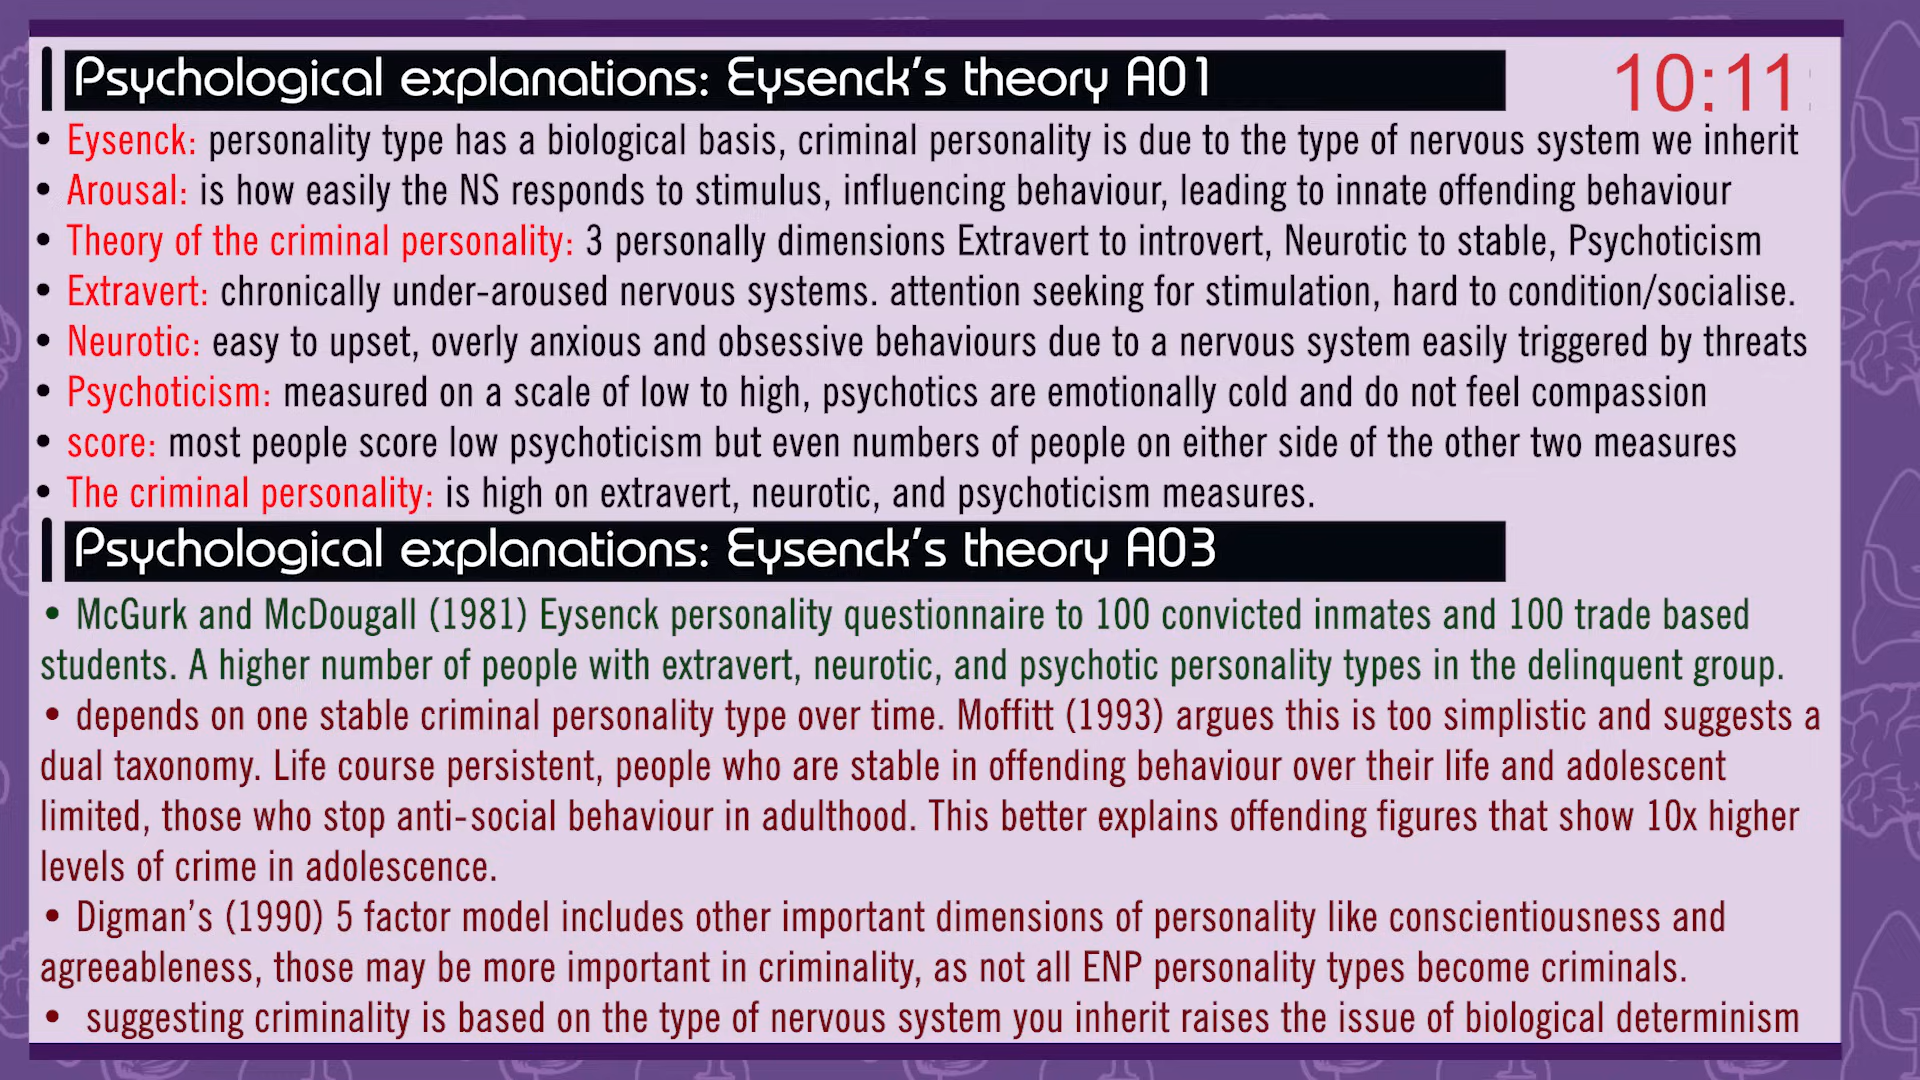 Psychological explanations: Eysenck's theory A01
10:11
• Eysenck: personality type has a biological basis, criminal personality is due to the type of nervous system we inherit
• Arousal: is how easily the NS responds to stimulus, influencing behaviour, leading to innate offending behaviour
• Theory of the criminal personality: 3 personally dimensions Extravert to introvert, Neurotic to stable, Psychoticism
• Extravert: chronically under-aroused nervous systems. attention seeking for stimulation, hard to condition/socialise.
• Neurotic: easy to upset, overly anxious and obsessive behaviours due to a nervous system easily triggered by threats
• Psychoticism: measured on a scale of low to high, psychotics are emotionally cold and do not feel compassion
• score: most people score low psychoticism but even numbers of people on either side of the other two measures
• The criminal personality: is high on extravert, neurotic, and psychoticism measures.
Psychological explanations: Eysenck's theory A03
• McGurk and McDougall (1981) Eysenck personality questionnaire to 100 convicted inmates and 100 trade based
students. A higher number of people with extravert, neurotic, and psychotic personality types in the delinquent group.
• depends on one stable criminal personality type over time. Moffitt (1993) argues this is too simplistic and suggests a
dual taxonomy. Life course persistent, people who are stable in offending behaviour over their life and adolescent
limited, those who stop anti-social behaviour in adulthood. This better explains offending figures that show 10x higher
levels of crime in adolescence.
• Digman's (1990) 5 factor model includes other important dimensions of personality like conscientiousness and
agreeableness, those may be more important in criminality, as not all ENP personality types become criminals.
• suggesting criminality is based on the type of nervous system you inherit raises the issue of biological determinism